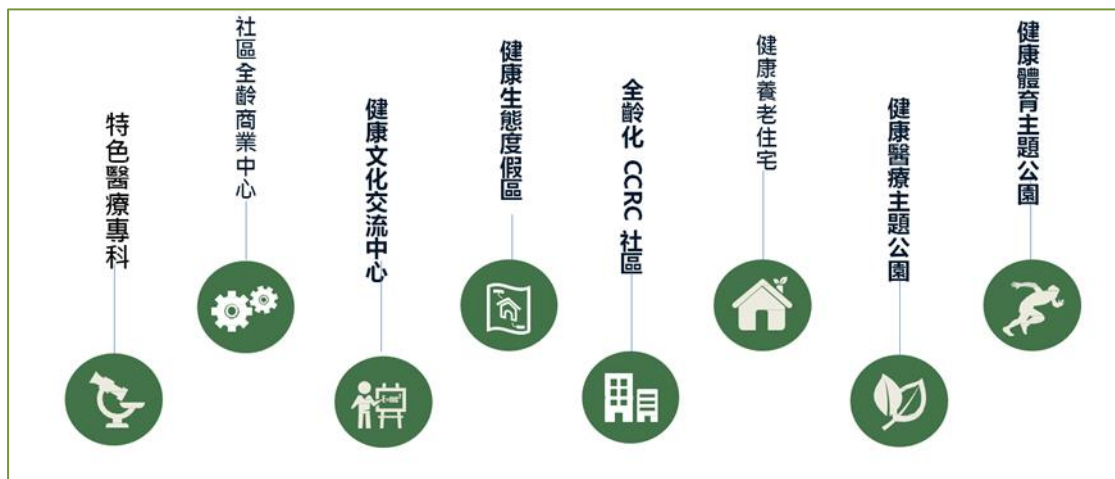 特色醫療專科
社區全齡商業中心
健康文化交流中心
健康生態度假區
全齡化 CCRC 社區
健康養老住宅
健康醫療主題公園
健康體育主題公園